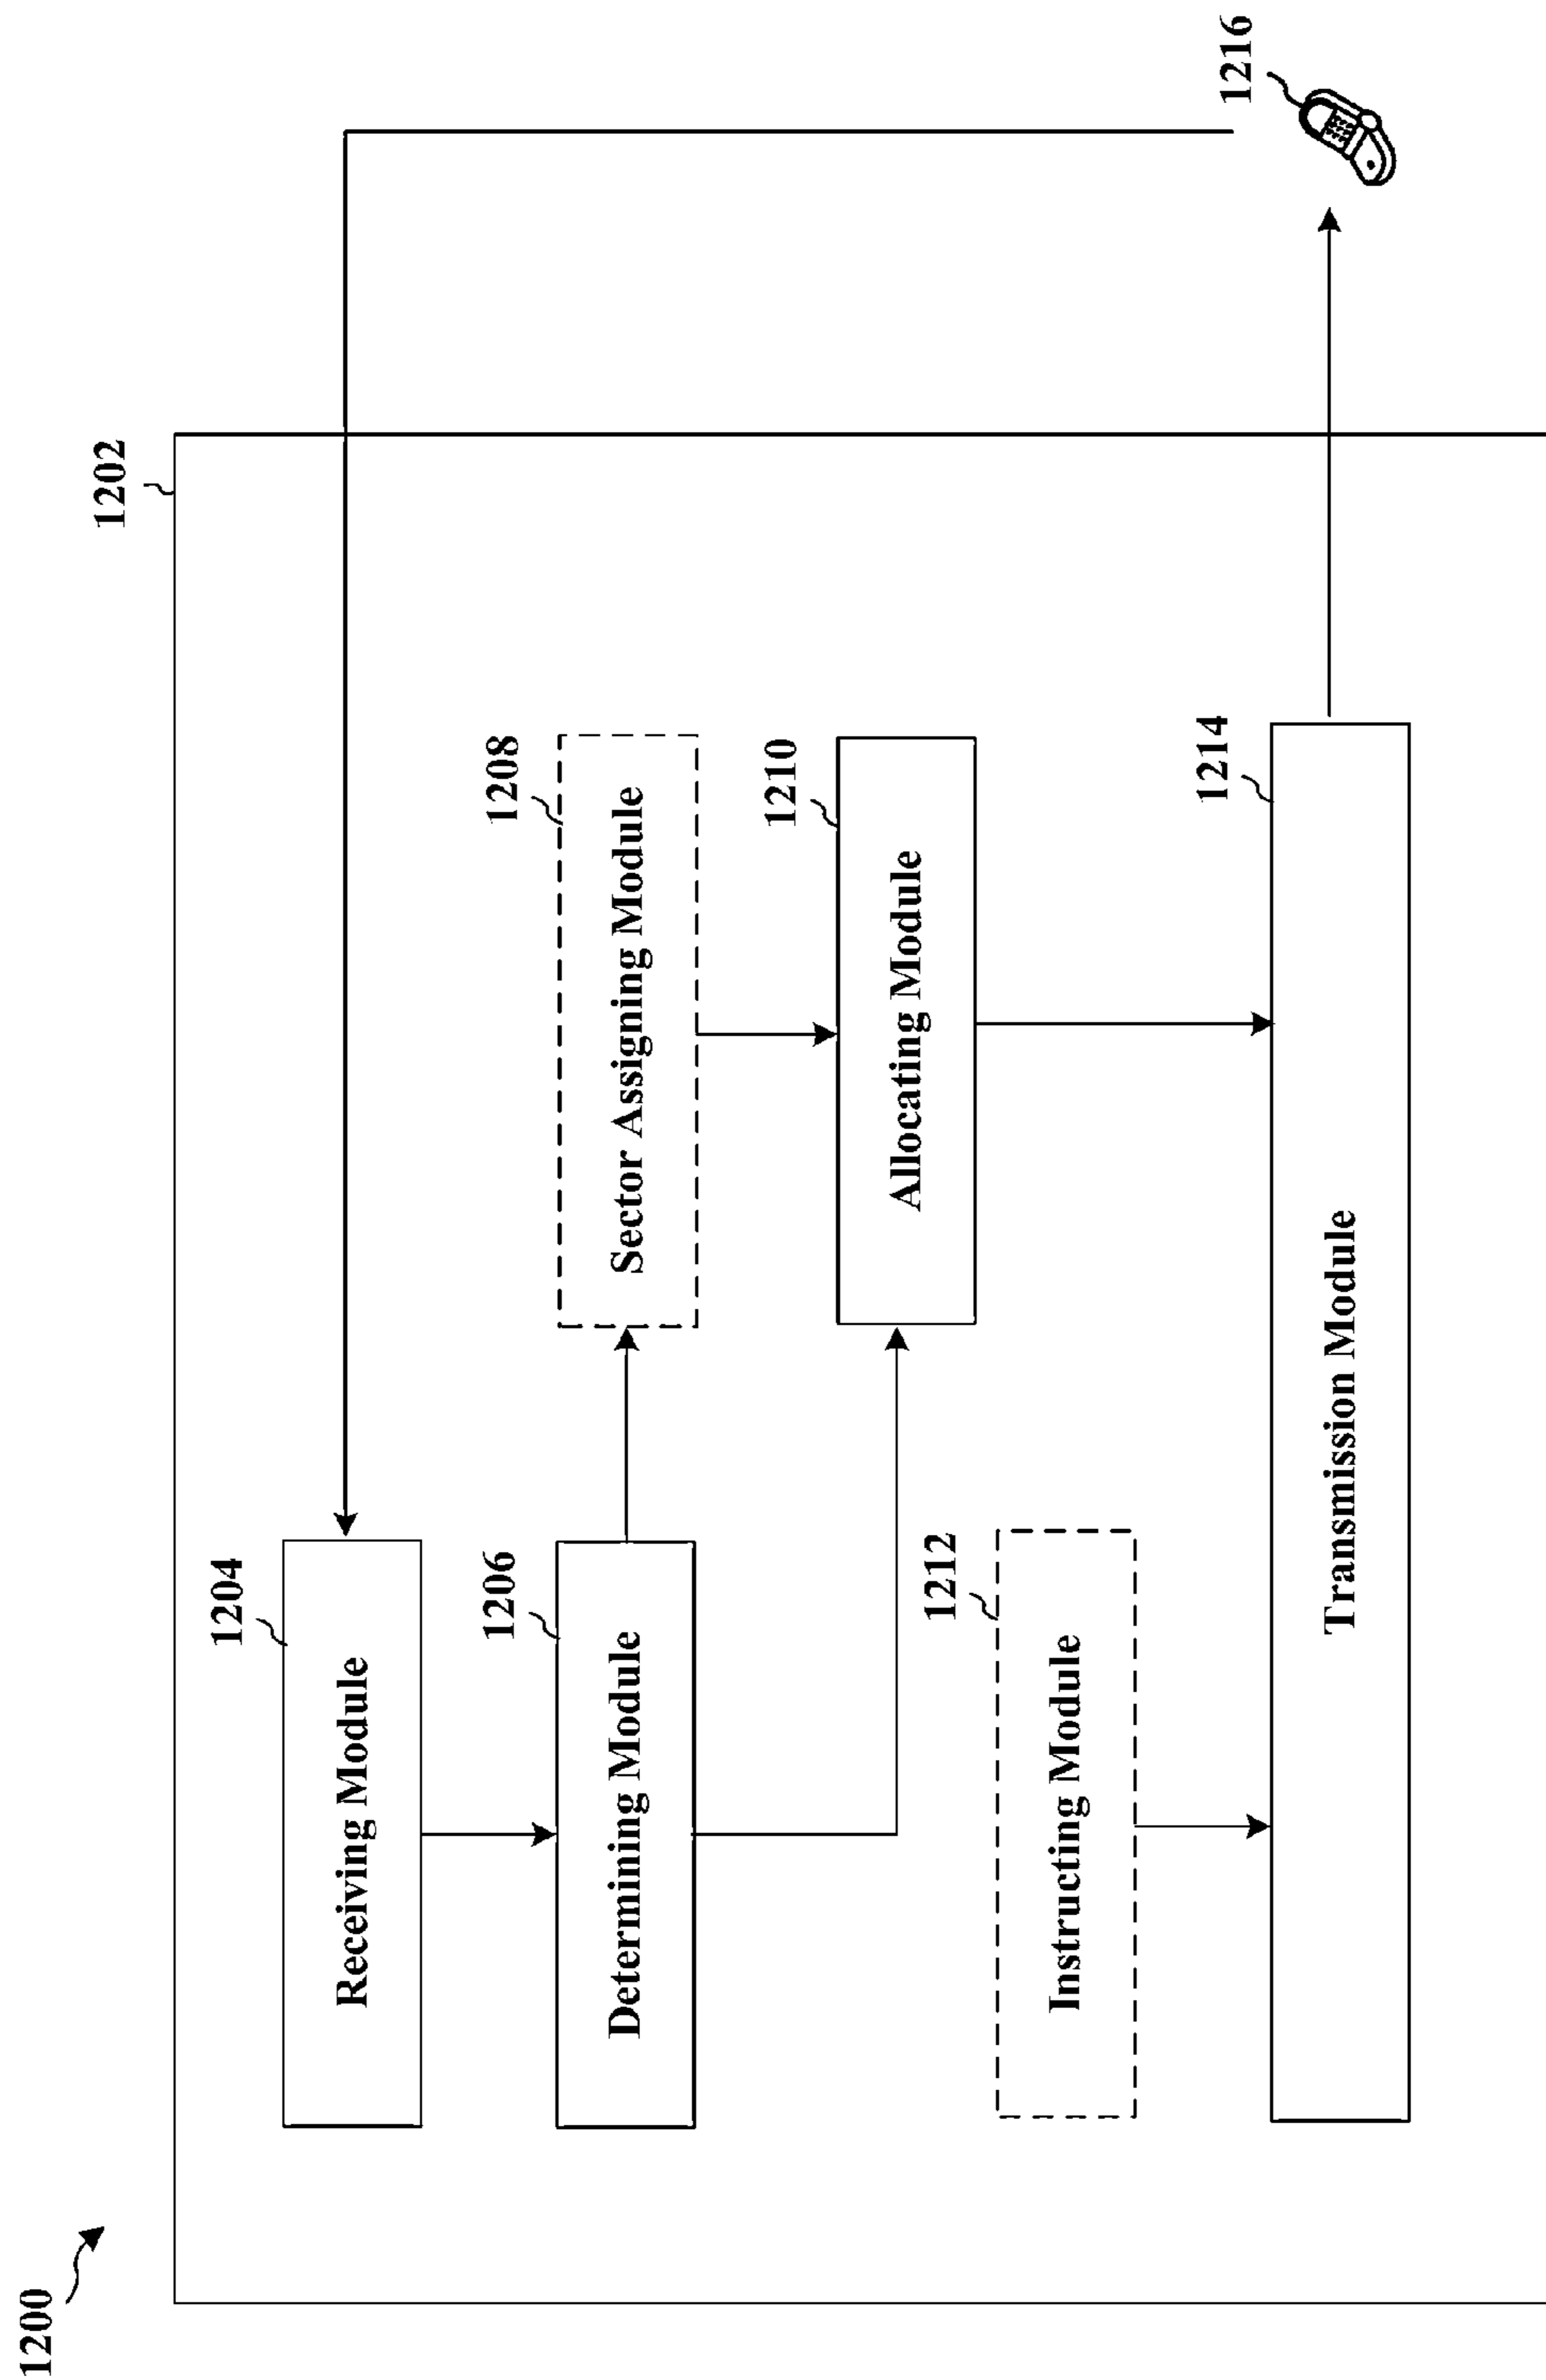 1200
1202
1204
Receiving Module
1206
Determining Module
1208
Sector Assigning Module
1210
Allocating Module
1212
Instructing Module
1214
Transmission Module
1216